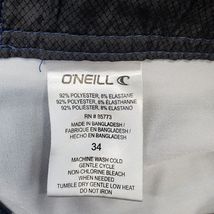 O'NEILL
92% POLYESTER, 8% ELASTANE
92% POLYESTER, 8% ELASTHANNE
92% POLIESTER, 8% ELASTANO
RN # 85773
MADE IN BANGLADESH /
FABRIQUE EN BANGLADESH /
HECHO EN BANGLADESH
34
MACHINE WASH COLD
GENTLE CYCLE
NON-CHLORINE BLEACH
WHEN NEEDED
TUMBLE DRY GENTLE LOW HEAT
DO NOT IRON